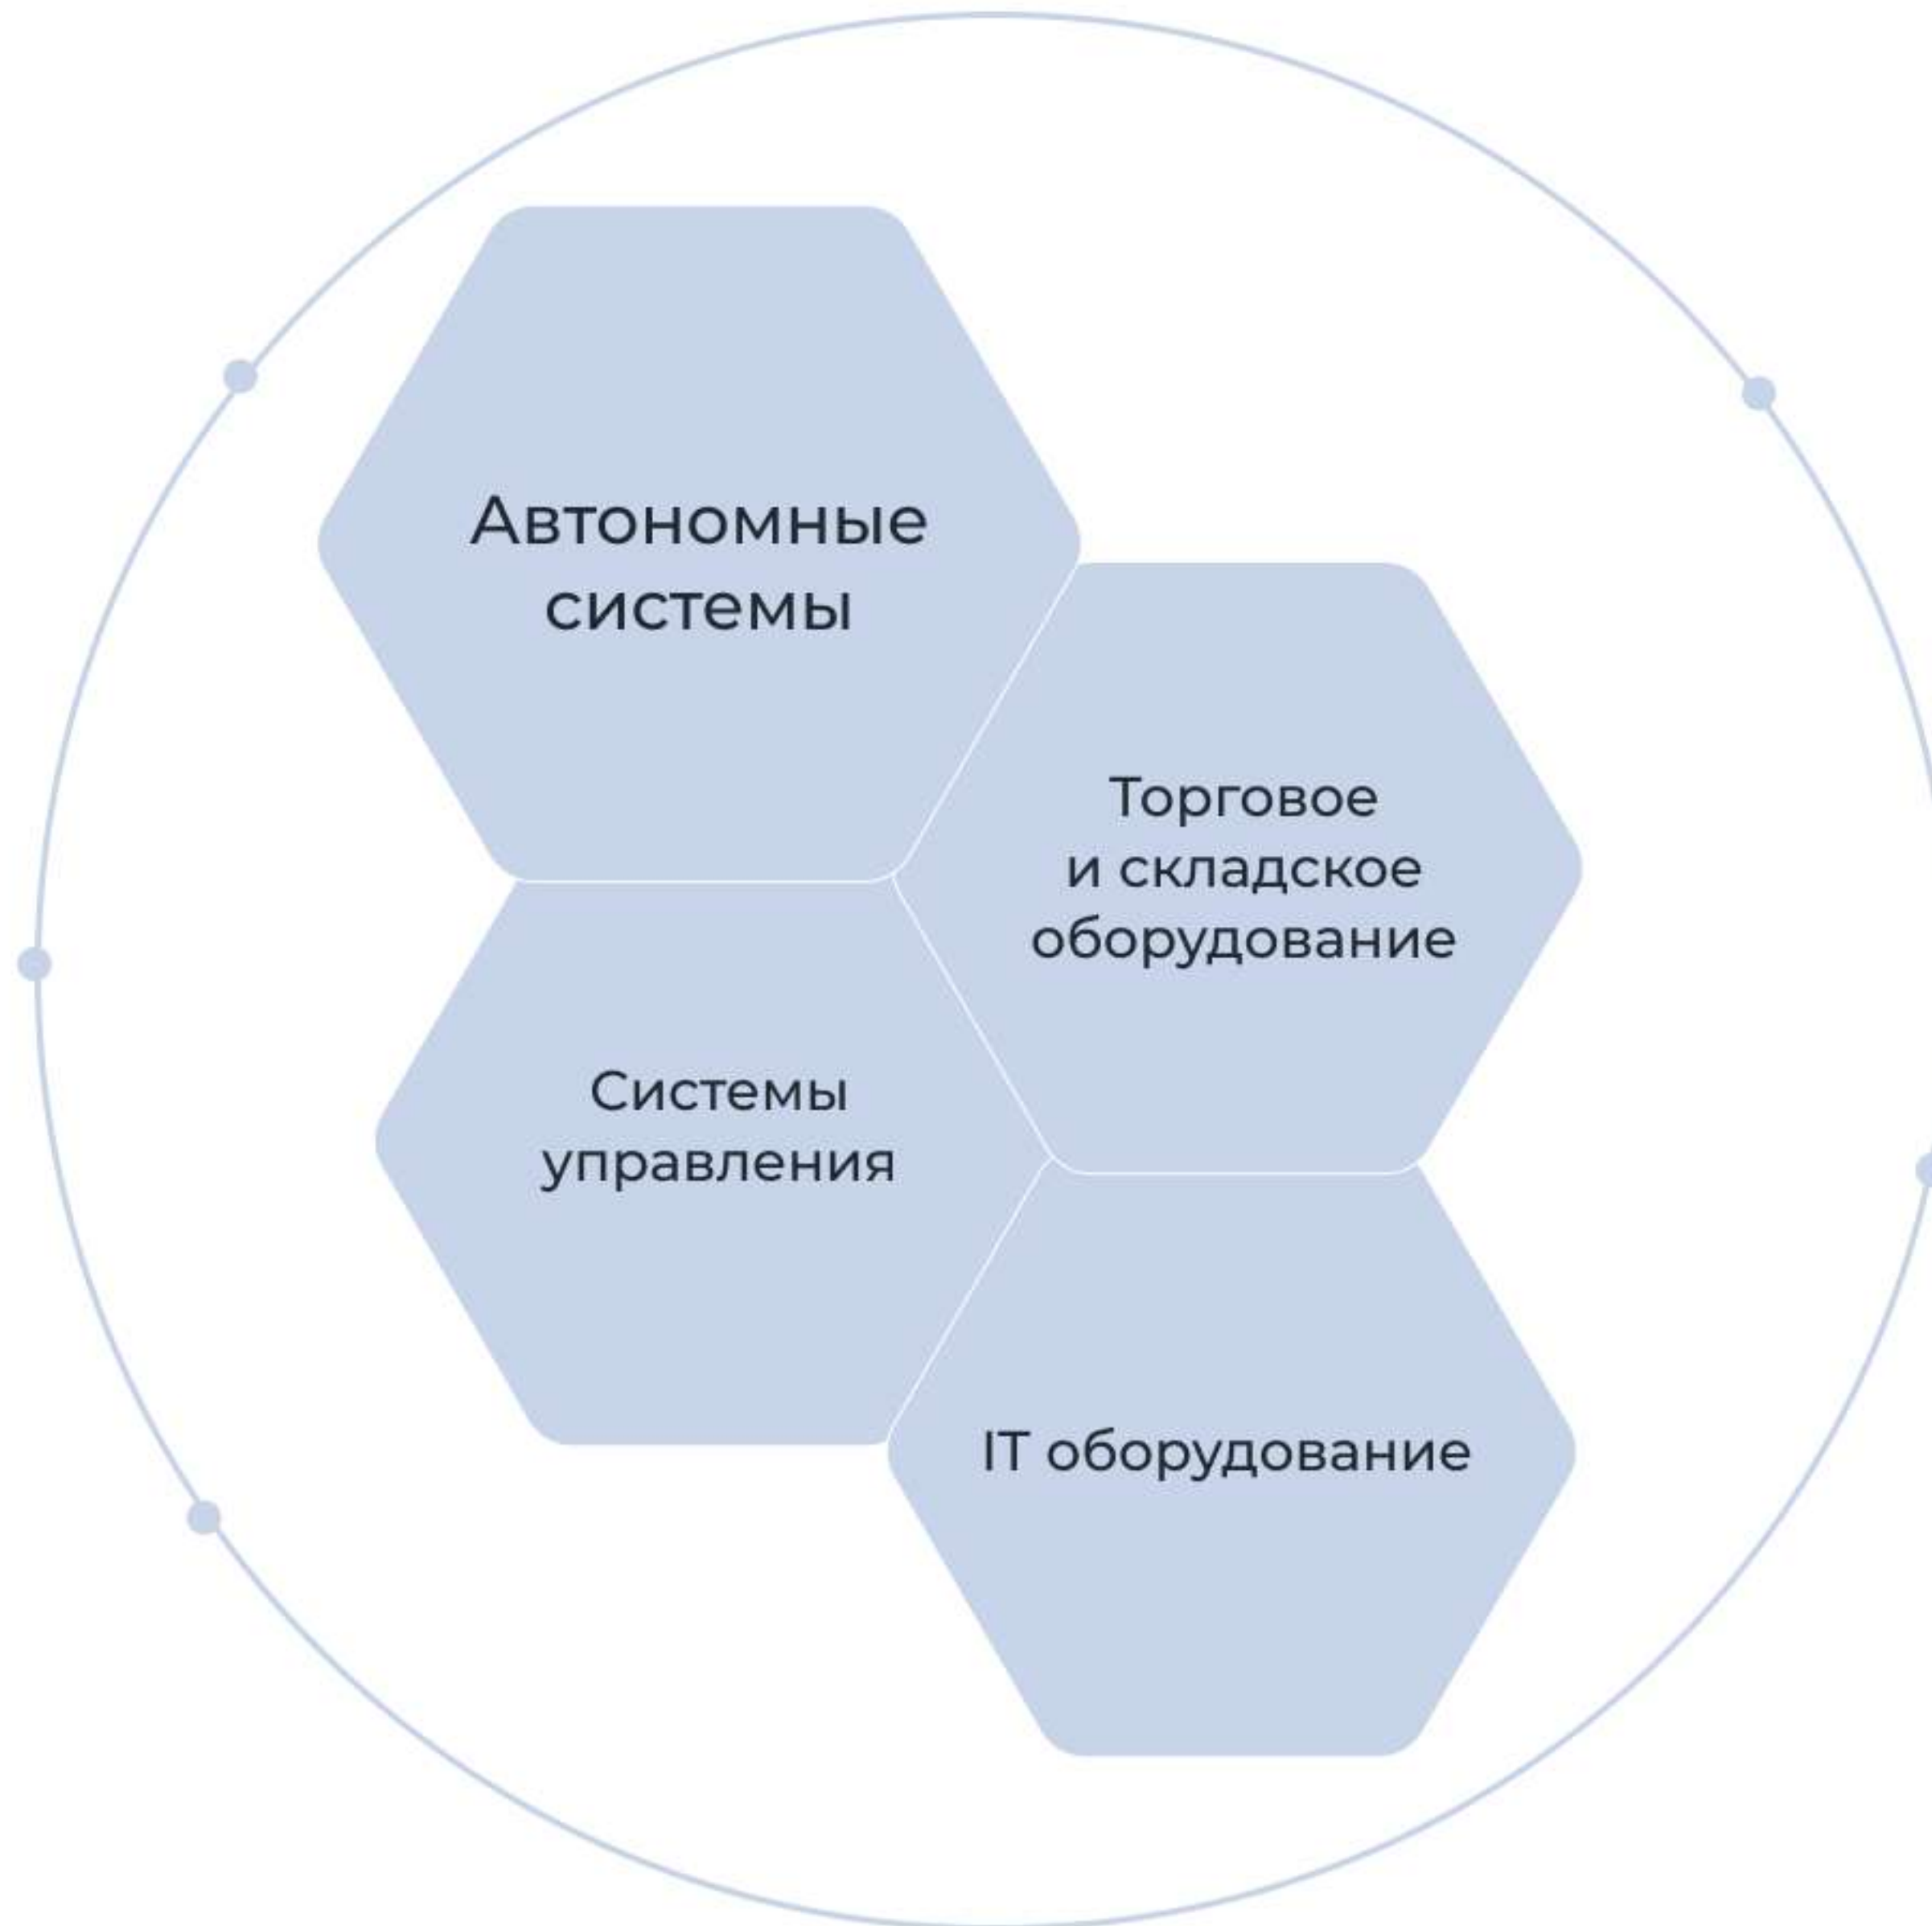 Автономные
системы
Торговое
и складское
оборудование
Системы
управления
IT оборудование